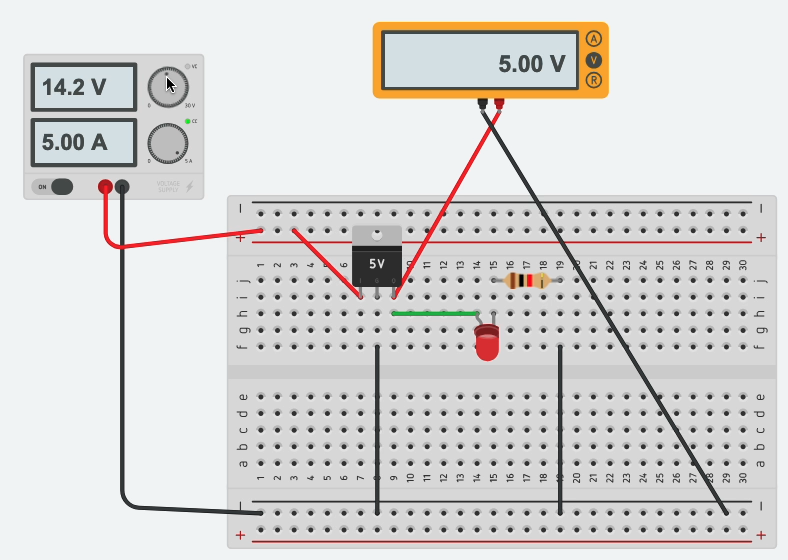 5.00 V
A
V
R
14.2 V
VC
0 30 V
5.00 A
CC
0 5 A
ON
VOLTAGE
SUPPLY
− −
+ +
5V
1 2 3 4 5 6 10 11 12 13 14 15 16 17 18 19 20 21 22 23 24 25 26 27 28 29 30
j j
i i
h h
g g
f f
e e
d d
c c
b b
a a
1 2 3 4 5 6 7 8 9 10 11 12 13 14 15 16 17 18 19 20 21 22 23 24 25 26 27 28 29 30
− −
+ +